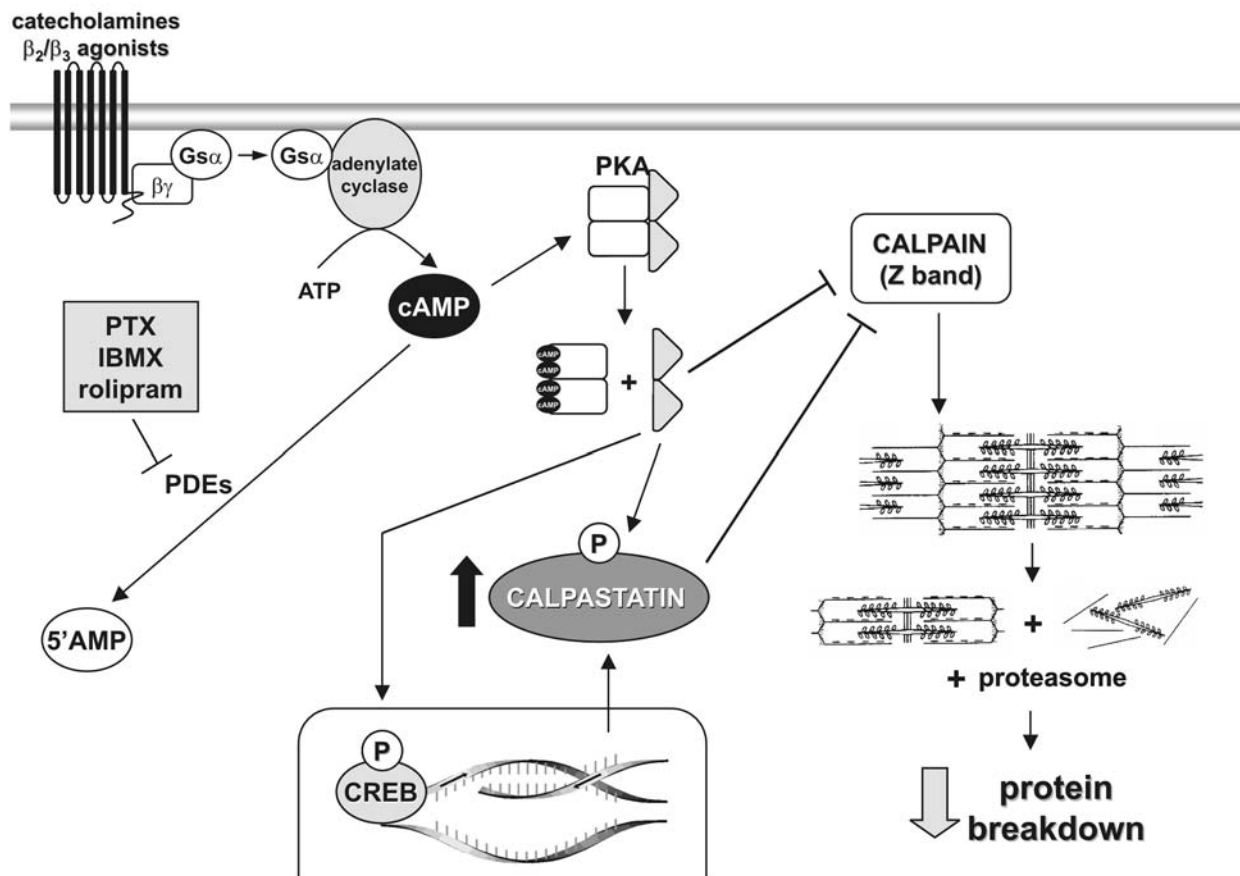 catecholamines
β2/β3 agonists
Gsα
Gsα
βγ
adenylate
cyclase
PKA
ATP
cAMP
CALPAIN
(Z band)
PTX
IBMX
rolipram
cAMP
cAMP
cAMP
cAMP
+
PDEs
P
CALPASTATIN
5'AMP
+
+ proteasome
P
CREB
protein
breakdown